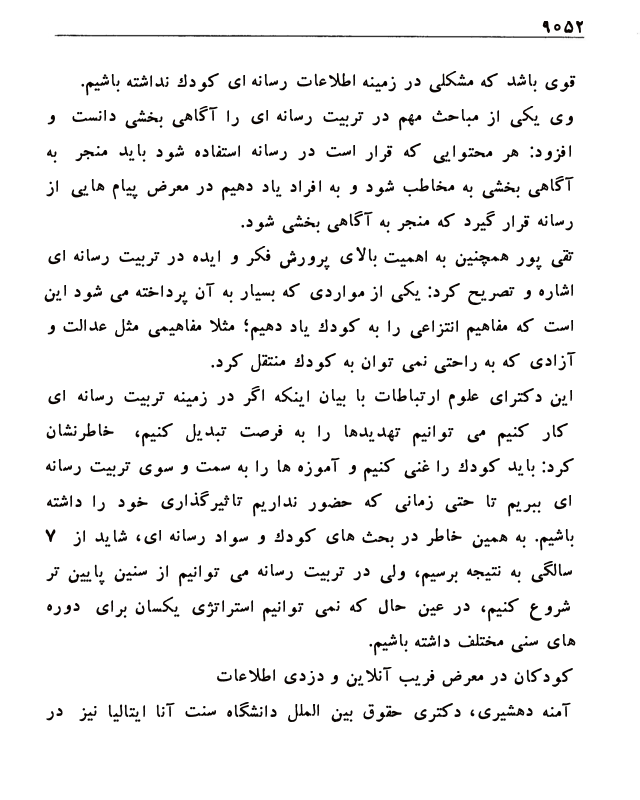 ۹۰۵۲
قوی باشد که مشکلی در زمینه اطلاعات رسانه ای کودك نداشته باشیم.
وی یکی از مباحث مهم در تربیت رسانه ای را آگاهی بخشی دانست و
افزود: هر محتوایی که قرار است در رسانه استفاده شود باید منجر به
آگاهی بخشی به مخاطب شود و به افراد یاد دهیم در معرض پیام هایی از
رسانه قرار گیرد که منجر به آگاهی بخشی شود.
تقی پور همچنین به اهمیت بالای پرورش فکر و ایده در تربیت رسانه ای
اشاره و تصریح کرد: یکی از مواردی که بسیار به آن پرداخته می شود این
است که مفاهیم انتزاعی را به کودك یاد دهیم؛ مثلا مفاهیمی مثل عدالت و
آزادی که به راحتی نمی توان به کودك منتقل کرد.
این دکترای علوم ارتباطات با بیان اینکه اگر در زمینه تربیت رسانه ای
کار کنیم می توانیم تهدیدها را به فرصت تبدیل کنیم، خاطرنشان
کرد: باید کودك را غنی کنیم و آموزه ها را به سمت و سوی تربیت رسانه
ای ببریم تا حتی زمانی که حضور نداریم تاثیرگذاری خود را داشته
باشیم. به همین خاطر در بحث های کودك و سواد رسانه ای، شاید از ۷
سالگی به نتیجه برسیم، ولی در تربیت رسانه می توانیم از سنین پایین تر
شروع کنیم، در عین حال که نمی توانیم استراتژی یکسان برای دوره
های سنی مختلف داشته باشیم.
کودکان در معرض فریب آنلاین و دزدی اطلاعات
آمنه دهشیری، دکتری حقوق بین الملل دانشگاه سنت آنا ایتالیا نیز در